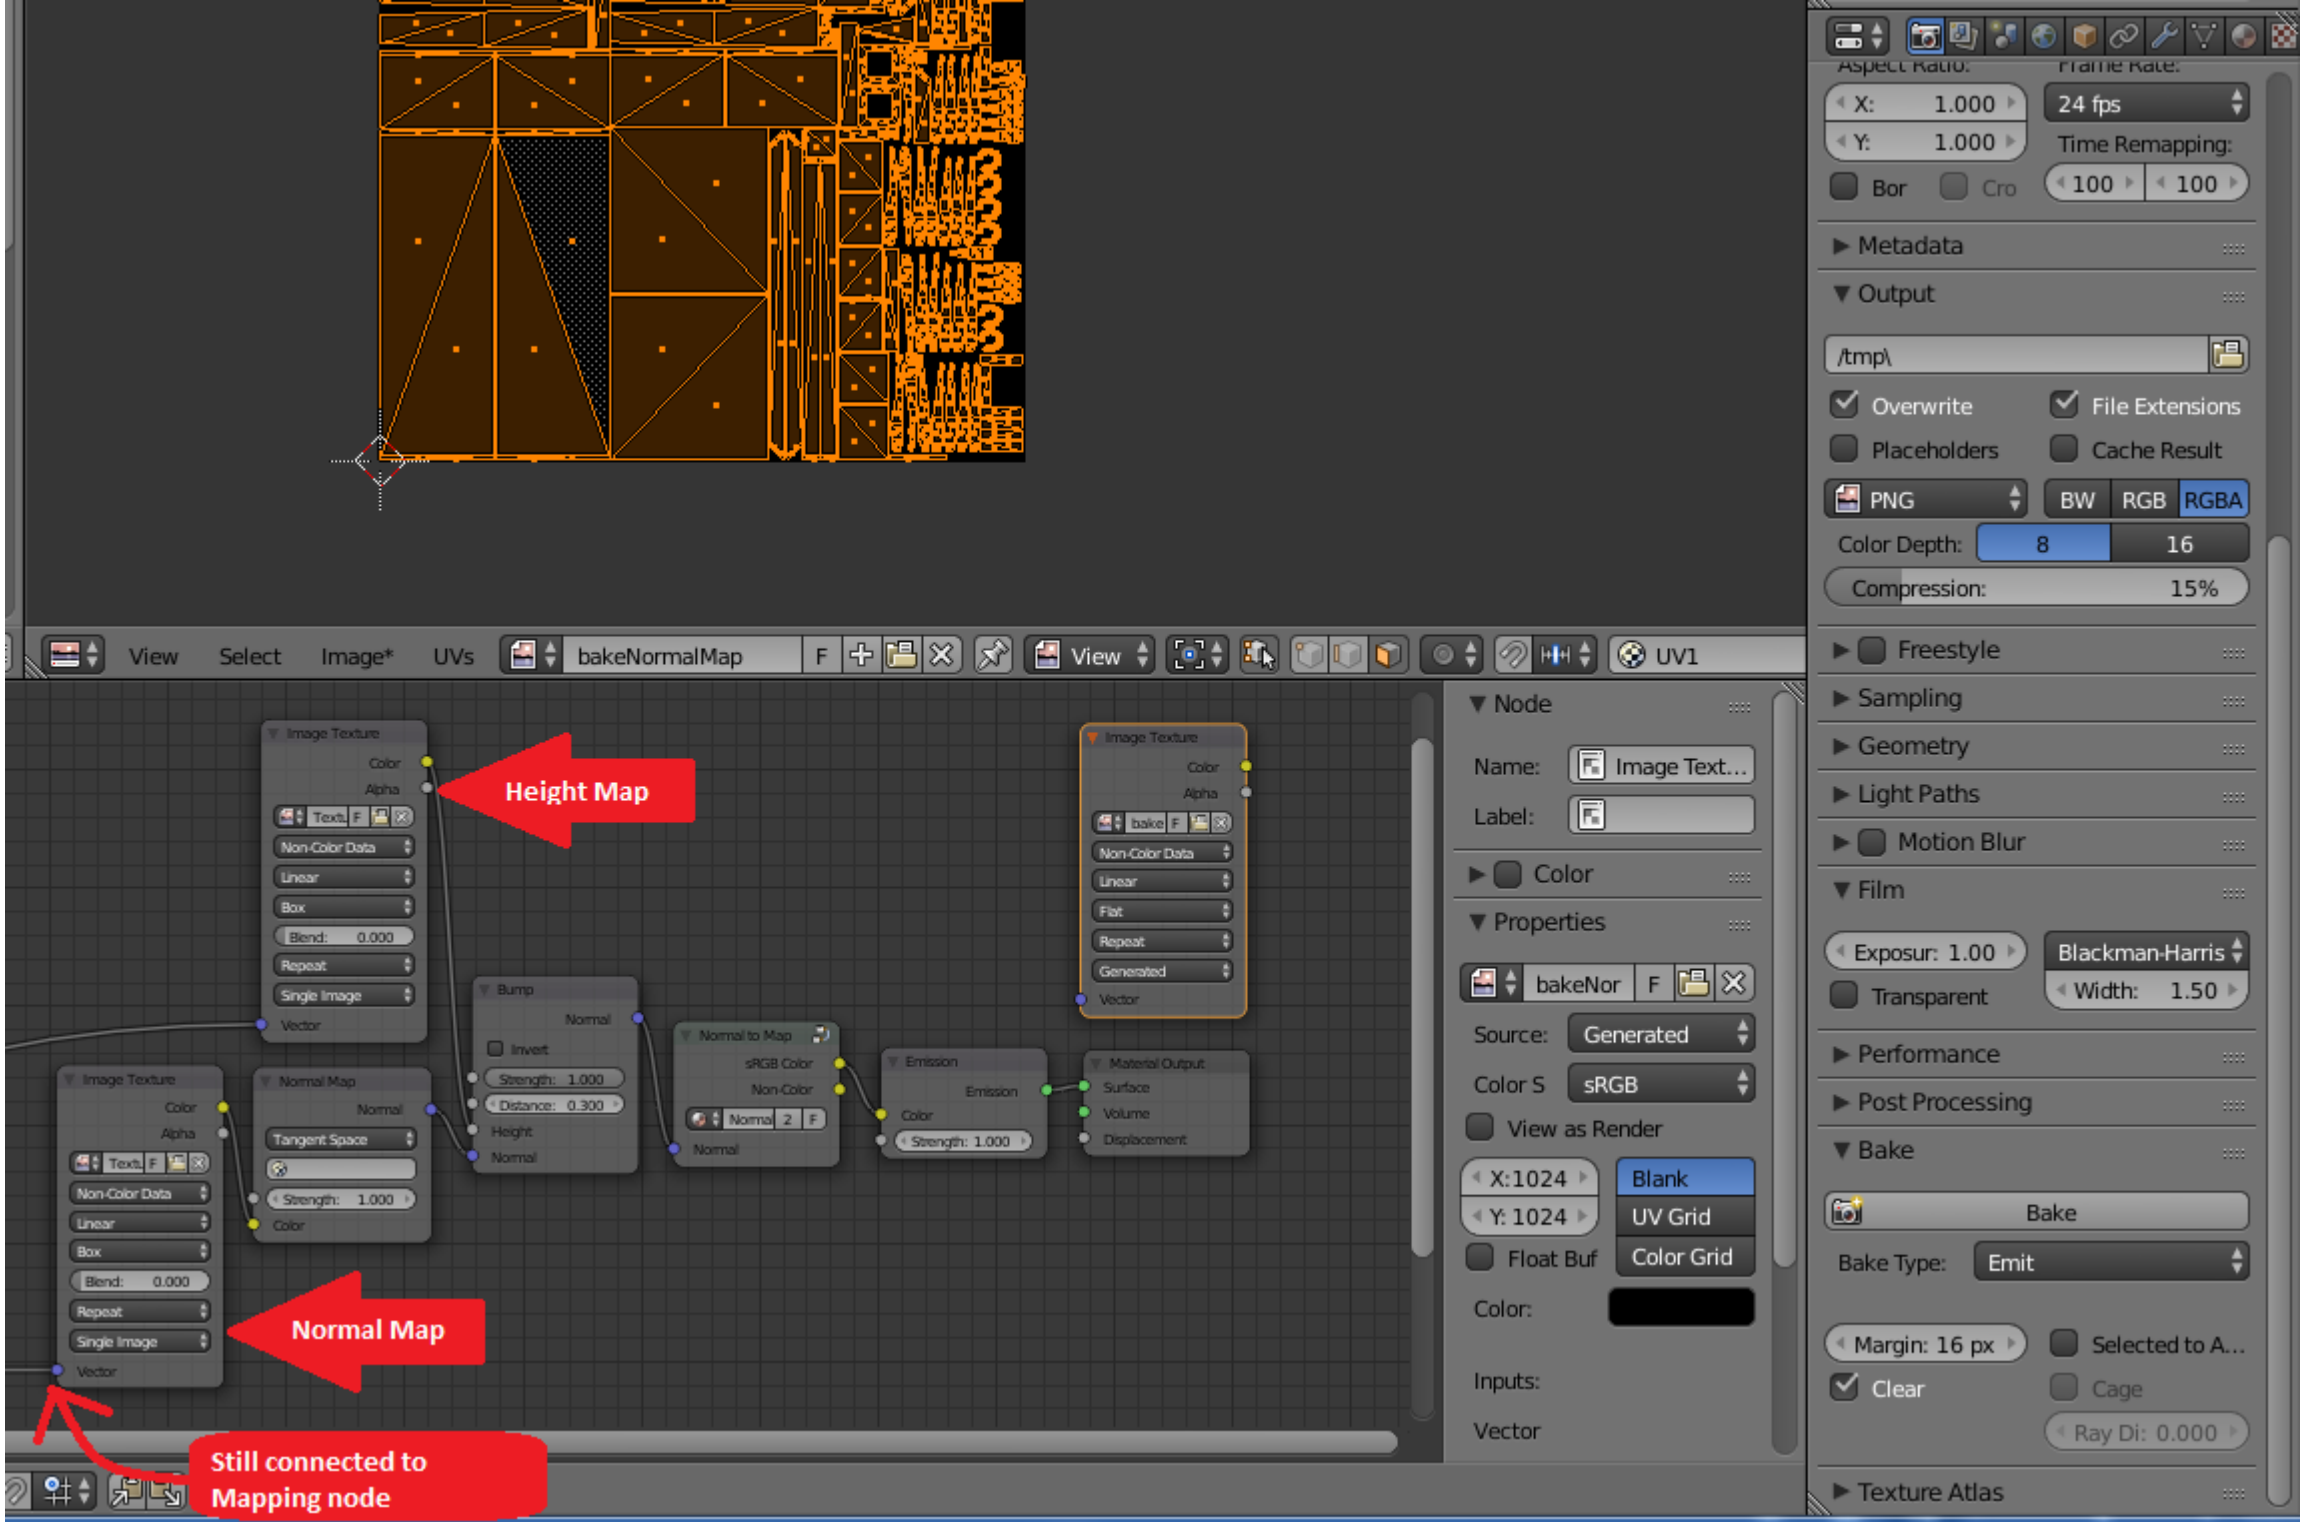 Aspect Ratio:
Frame Rate:
X: 1.000
24 fps
Y: 1.000
Time Remapping:
Bor
Cro
100
100
Metadata
Output
/tmp\
Overwrite
File Extensions
Placeholders
Cache Result
PNG
BW
RGB
RGBA
Color Depth:
8
16
Compression: 15%
Freestyle
Sampling
Geometry
Light Paths
Motion Blur
Film
Exposur: 1.00
Blackman-Harris
Transparent
Width: 1.50
Performance
Post Processing
Bake
Bake
Bake Type:
Emit
Margin: 16 px
Selected to A...
Clear
Cage
Ray Di: 0.000
Texture Atlas
View
Select
Image*
UVs
bakeNormalMap
F
View
UV1
Image Texture
Color
Alpha
Text
F
Non-Color Data
Linear
Box
Blend: 0.000
Repeat
Single Image
Vector
Height Map
Image Texture
Color
Alpha
Text
F
Non-Color Data
Linear
Box
Blend: 0.000
Repeat
Single Image
Vector
Normal Map
Normal Map
Normal
Tangent Space
Strength: 1.000
Color
Bump
Normal
Invert
Strength: 1.000
Distance: 0.300
Height
Normal
Normal to Map
sRGB Color
Non-Color
Norma
2
F
Normal
Emission
Emission
Color
Strength: 1.000
Image Texture
Color
Alpha
bake
F
Non-Color Data
Linear
Flat
Repeat
Generated
Vector
Material Output
Surface
Volume
Displacement
Still connected to
Mapping node
Node
Name:
Image Text...
Label:
Color
Properties
bakeNor
F
Source:
Generated
Color S
sRGB
View as Render
X: 1024
Blank
Y: 1024
UV Grid
Float Buf
Color Grid
Color:
Inputs:
Vector